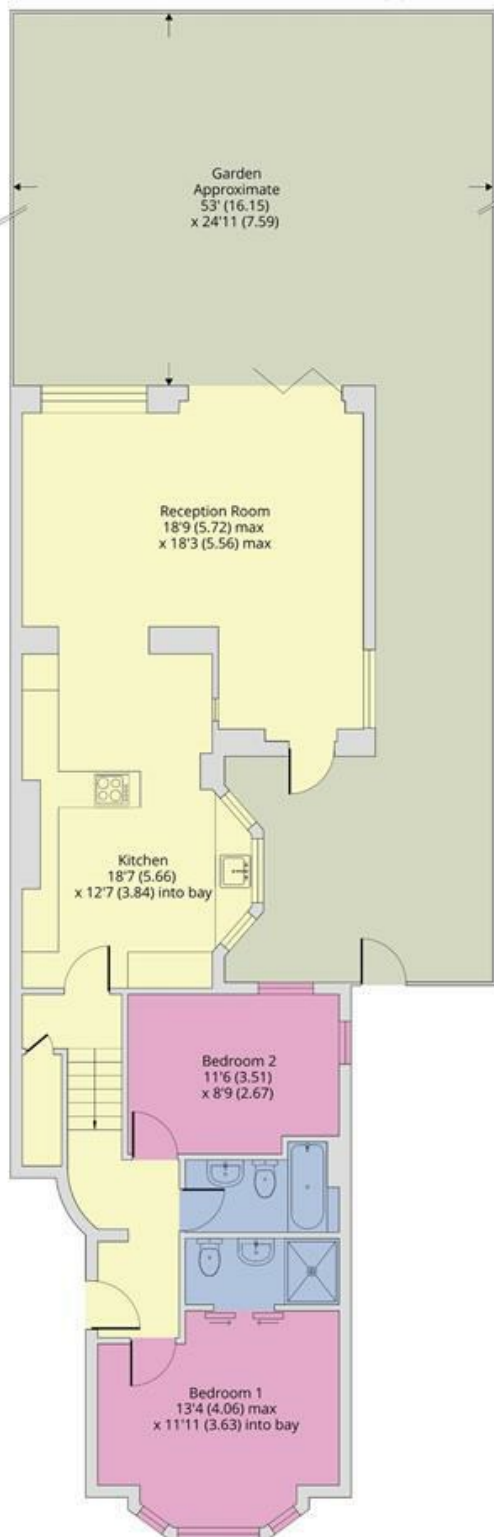 Garden
Approximate
53' (16.15)
x 24'11 (7.59)
Reception Room
18'9 (5.72) max
x 18'3 (5.56) max
Kitchen
18'7 (5.66)
x 12'7 (3.84) into bay
Bedroom 2
11'6 (3.51)
x 8'9 (2.67)
Bedroom 1
13'4 (4.06) max
x 11'11 (3.63) into bay